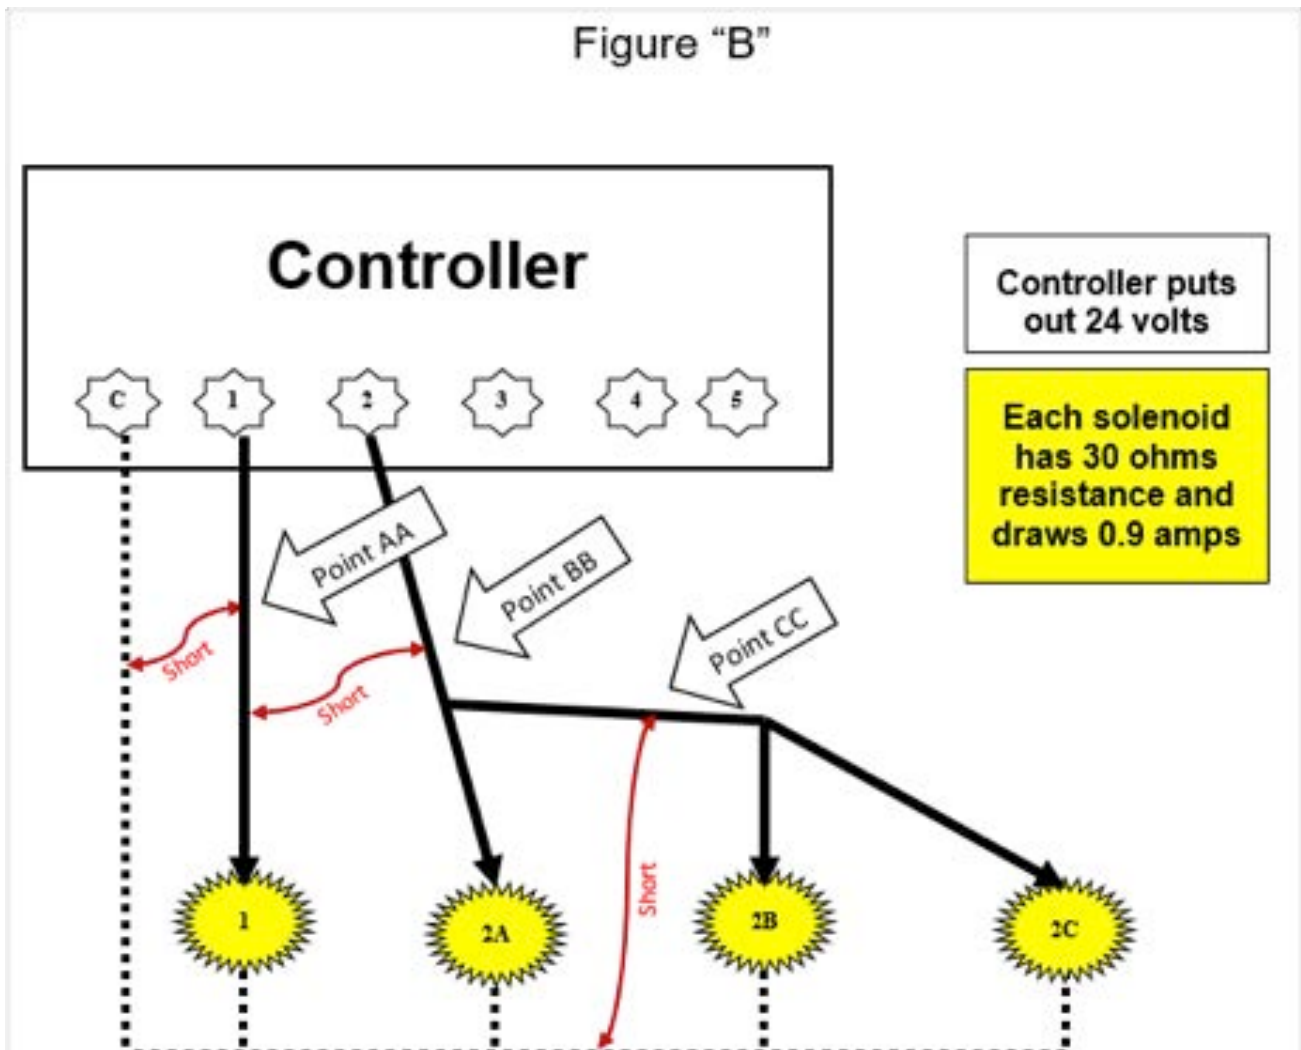 Figure “B”
Controller
Controller puts
out 24 volts
C
1
2
3
4
5
Each solenoid
has 30 ohms
resistance and
draws 0.9 amps
Point AA
Point BB
Point CC
Short
Short
Short
1
2A
2B
2C